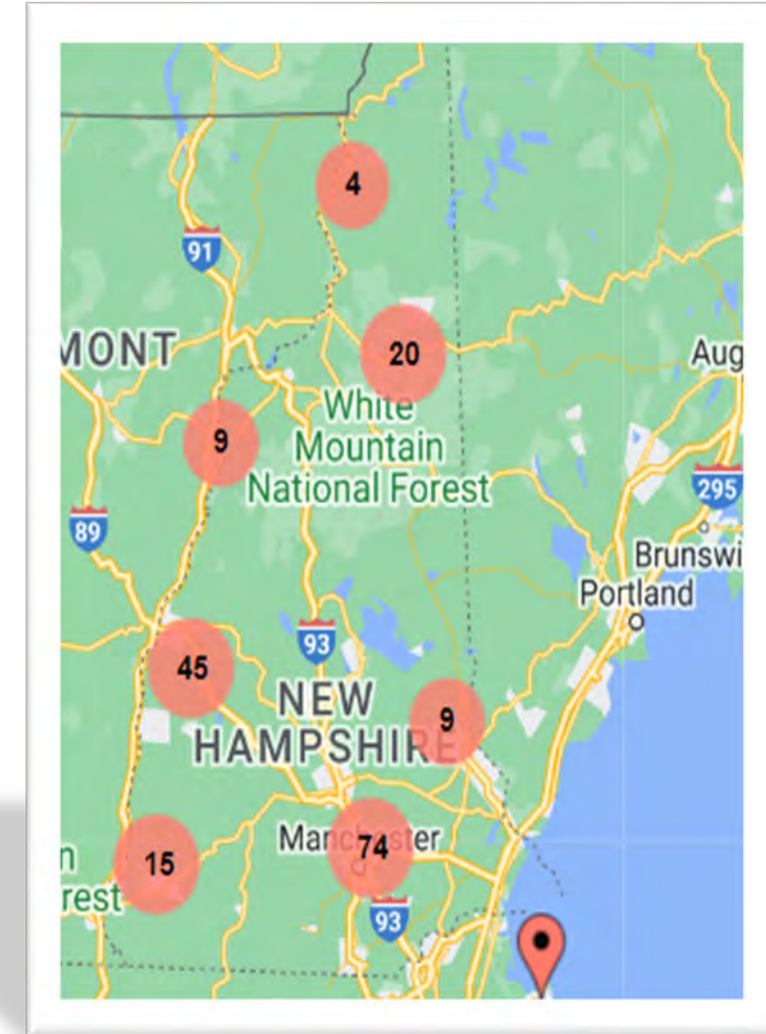 4
91
MONT
20
Aug
White
Mountain
National Forest
9
295
89
Brunswi
Portland
93
45
NEW
HAMPSHIRE
9
Manchester
74
15
n
rest
93